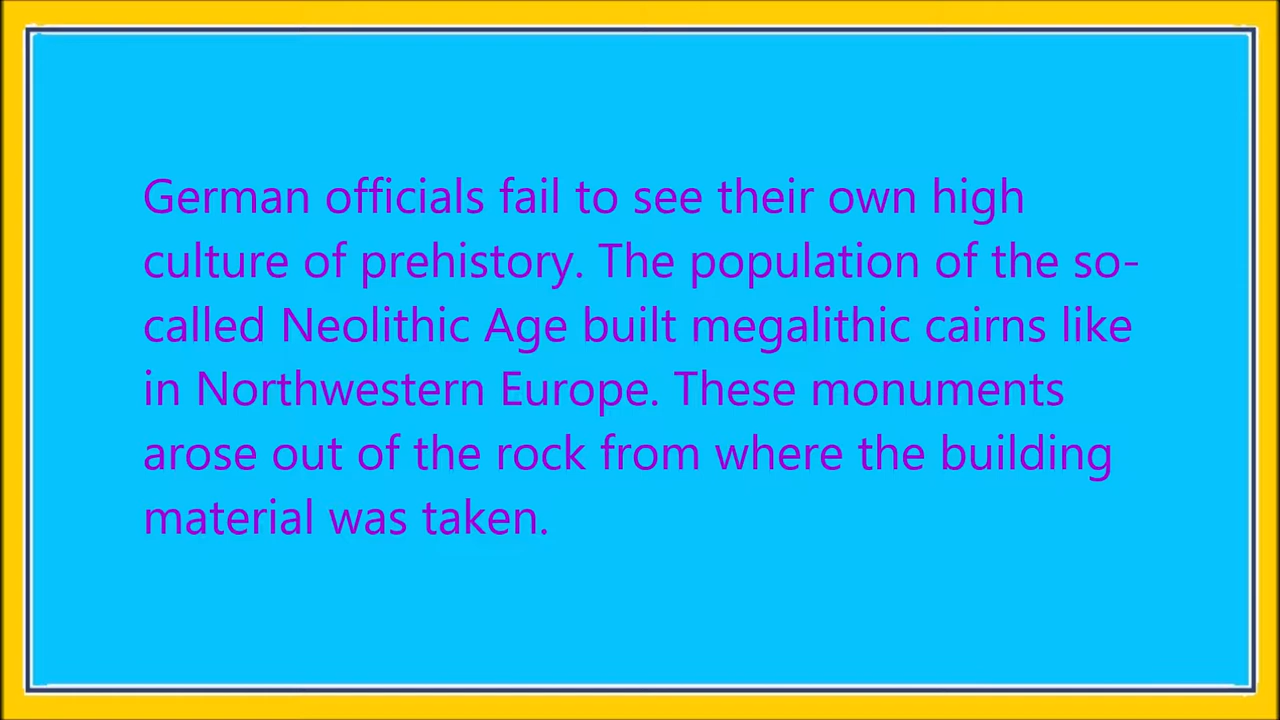 German officials fail to see their own high
culture of prehistory. The population of the so-
called Neolithic Age built megalithic cairns like
in Northwestern Europe. These monuments
arose out of the rock from where the building
material was taken.